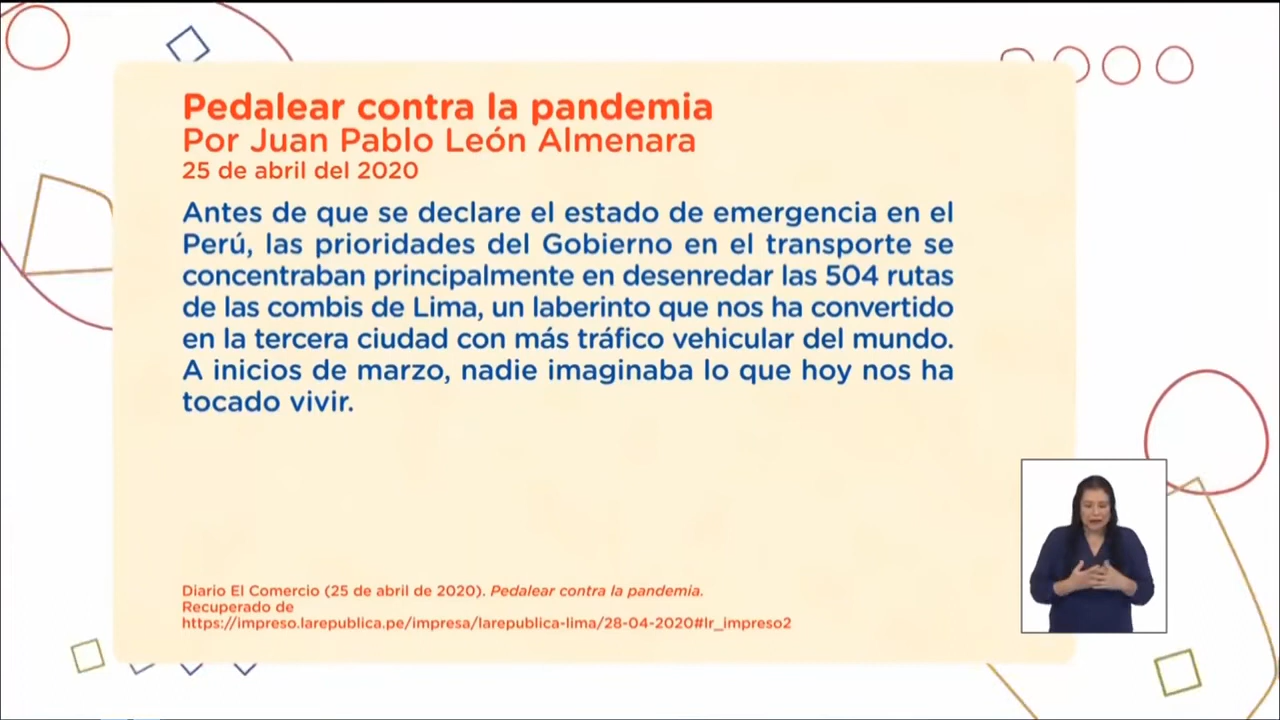 Pedalear contra la pandemia
Por Juan Pablo León Almenara
25 de abril del 2020
Antes de que se declare el estado de emergencia en el
Perú, las prioridades del Gobierno en el transporte se
concentraban principalmente en desenredar las 504 rutas
de las combis de Lima, un laberinto que nos ha convertido
en la tercera ciudad con más tráfico vehicular del mundo.
A inicios de marzo, nadie imaginaba lo que hoy nos ha
tocado vivir.
Diario El Comercio (25 de abril de 2020). Pedalear contra la pandemia.
Recuperado de
https://impreso.larepublica.pe/impresa/larepublica-lima/28-04-2020#lr_impreso2